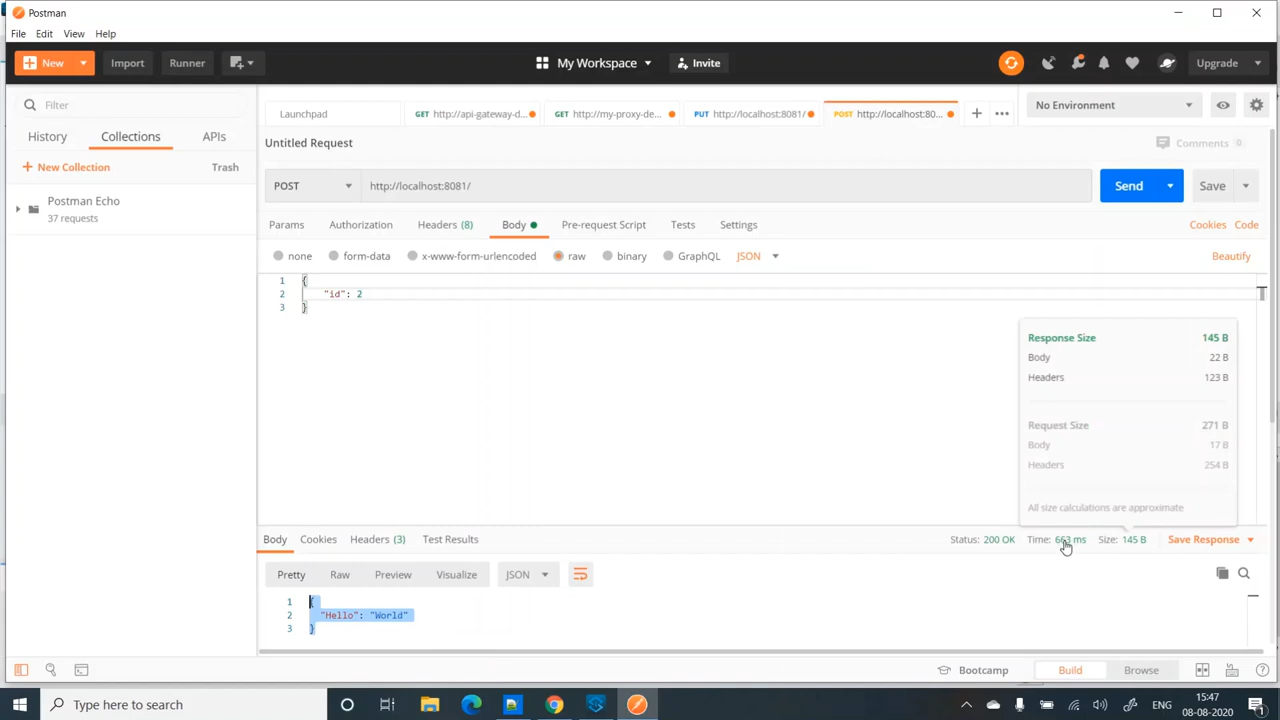 Postman
File Edit View Help
New Import Runner My Workspace Invite Upgrade
Filter
Launchpad GET http://api-gateway-d... GET http://my-proxy-de... PUT http://localhost:8081/ POST http://localhost:80... No Environment
History Collections APIs
Untitled Request Comments 0
New Collection Trash
POST http://localhost:8081/ Send Save
Postman Echo
37 requests
Params Authorization Headers (8) Body Pre-request Script Tests Settings Cookies Code
none form-data x-www-form-urlencoded raw binary GraphQL JSON Beautify
1 {
2 "id": 2
3 }
Response Size 145 B
Body 22 B
Headers 123 B
Request Size 271 B
Body 17 B
Headers 254 B
All size calculations are approximate
Body Cookies Headers (3) Test Results Status: 200 OK Time: 663 ms Size: 145 B Save Response
Pretty Raw Preview Visualize JSON
1 {
2 "Hello": "World"
3 }
Bootcamp Build Browse
Type here to search
ENG
15:47
08-08-2020
1